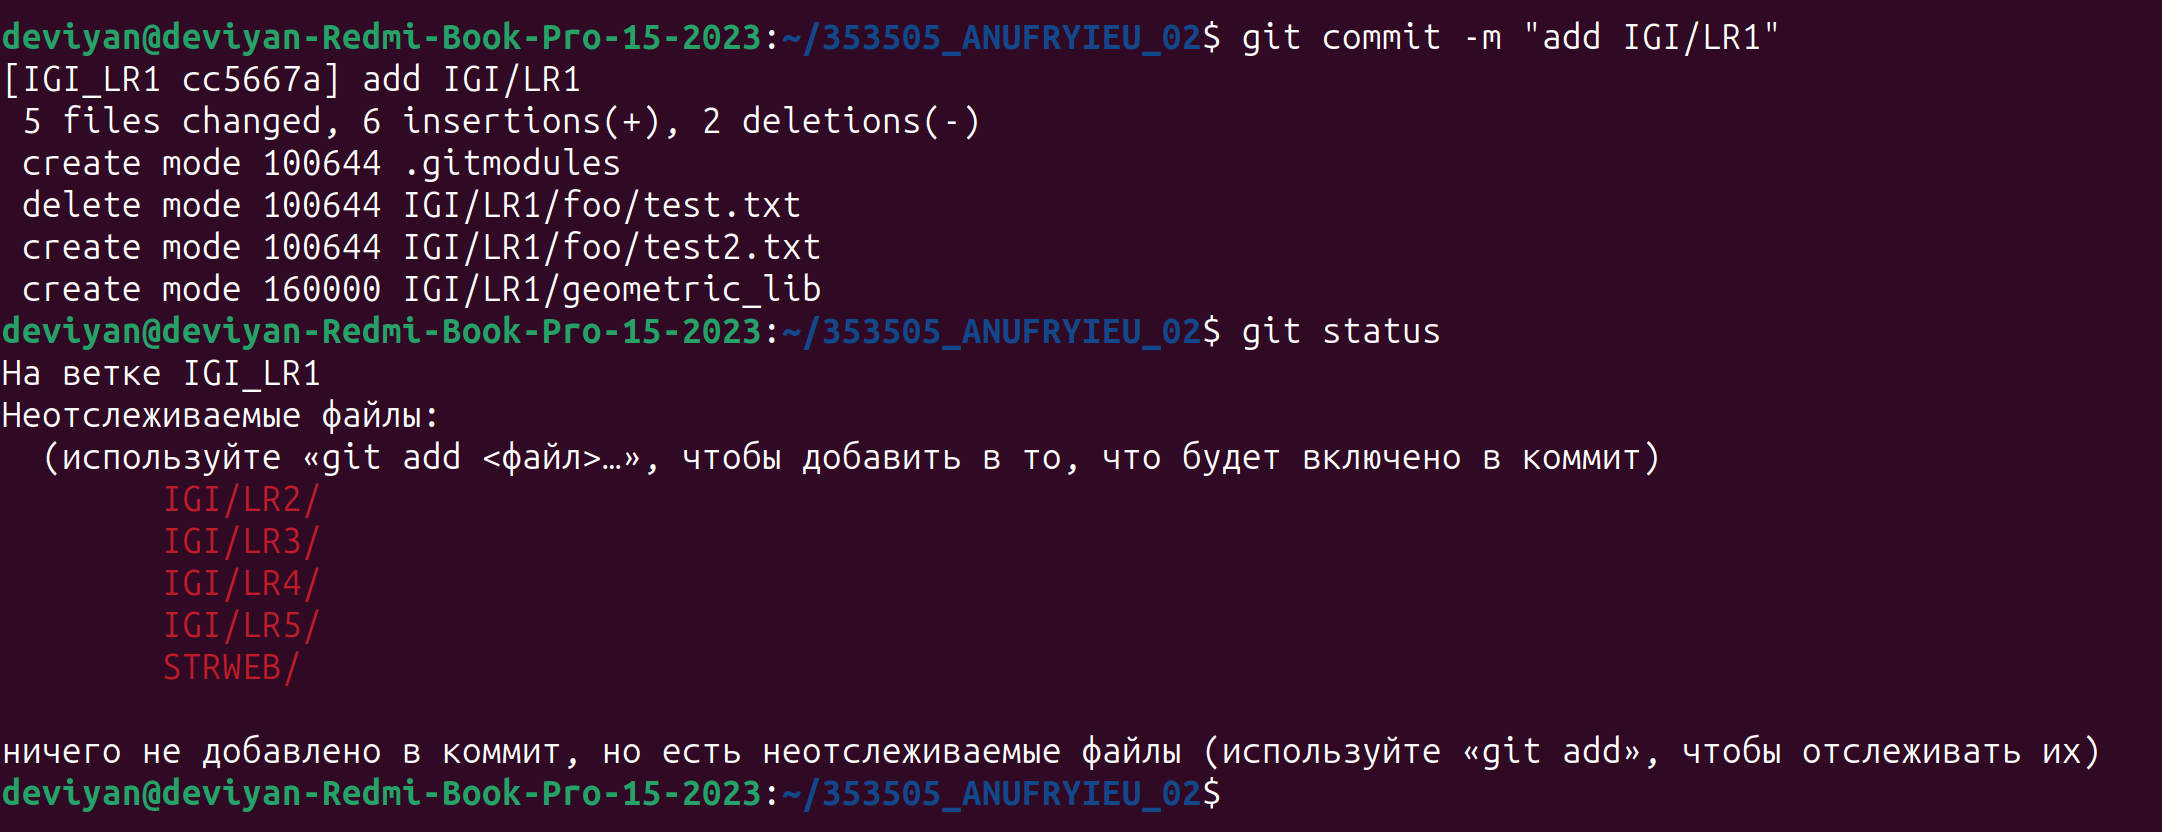 deviyan@deviyan-Redmi-Book-Pro-15-2023:~/353505_ANUFRYIEU_02$ git commit -m "add IGI/LR1"
[IGI_LR1 cc5667a] add IGI/LR1
 5 files changed, 6 insertions(+), 2 deletions(-)
 create mode 100644 .gitmodules
 delete mode 100644 IGI/LR1/foo/test.txt
 create mode 100644 IGI/LR1/foo/test2.txt
 create mode 160000 IGI/LR1/geometric_lib
deviyan@deviyan-Redmi-Book-Pro-15-2023:~/353505_ANUFRYIEU_02$ git status
На ветке IGI_LR1
Неотслеживаемые файлы:
  (используйте «git add <файл>…», чтобы добавить в то, что будет включено в коммит)
        IGI/LR2/
        IGI/LR3/
        IGI/LR4/
        IGI/LR5/
        STRWEB/

ничего не добавлено в коммит, но есть неотслеживаемые файлы (используйте «git add», чтобы отслеживать их)
deviyan@deviyan-Redmi-Book-Pro-15-2023:~/353505_ANUFRYIEU_02$